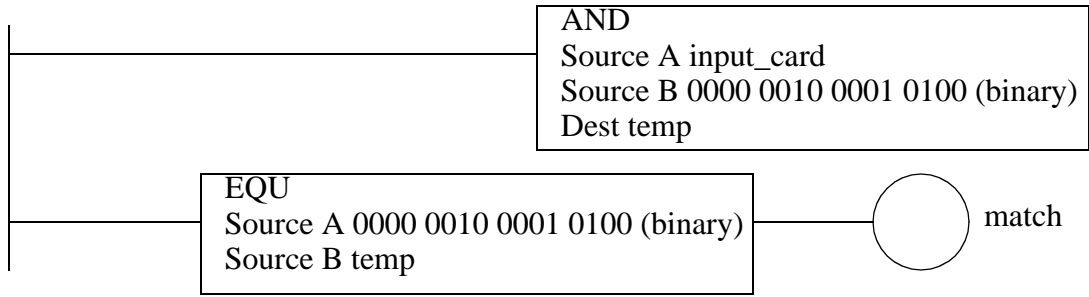 AND
Source A input_card
Source B 0000 0010 0001 0100 (binary)
Dest temp
EQU
Source A 0000 0010 0001 0100 (binary)
Source B temp
match